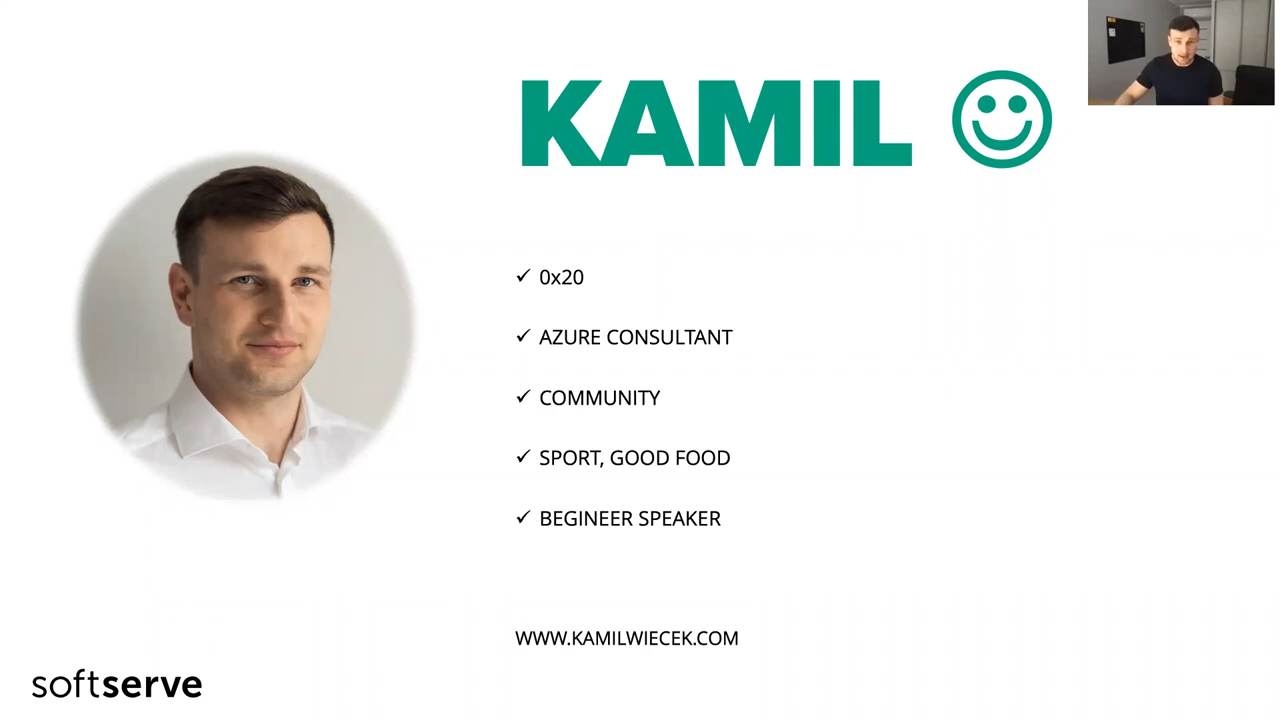 KAMIL
✓ 0x20
✓ AZURE CONSULTANT
✓ COMMUNITY
✓ SPORT, GOOD FOOD
✓ BEGINEER SPEAKER
WWW.KAMILWIECEK.COM
softserve